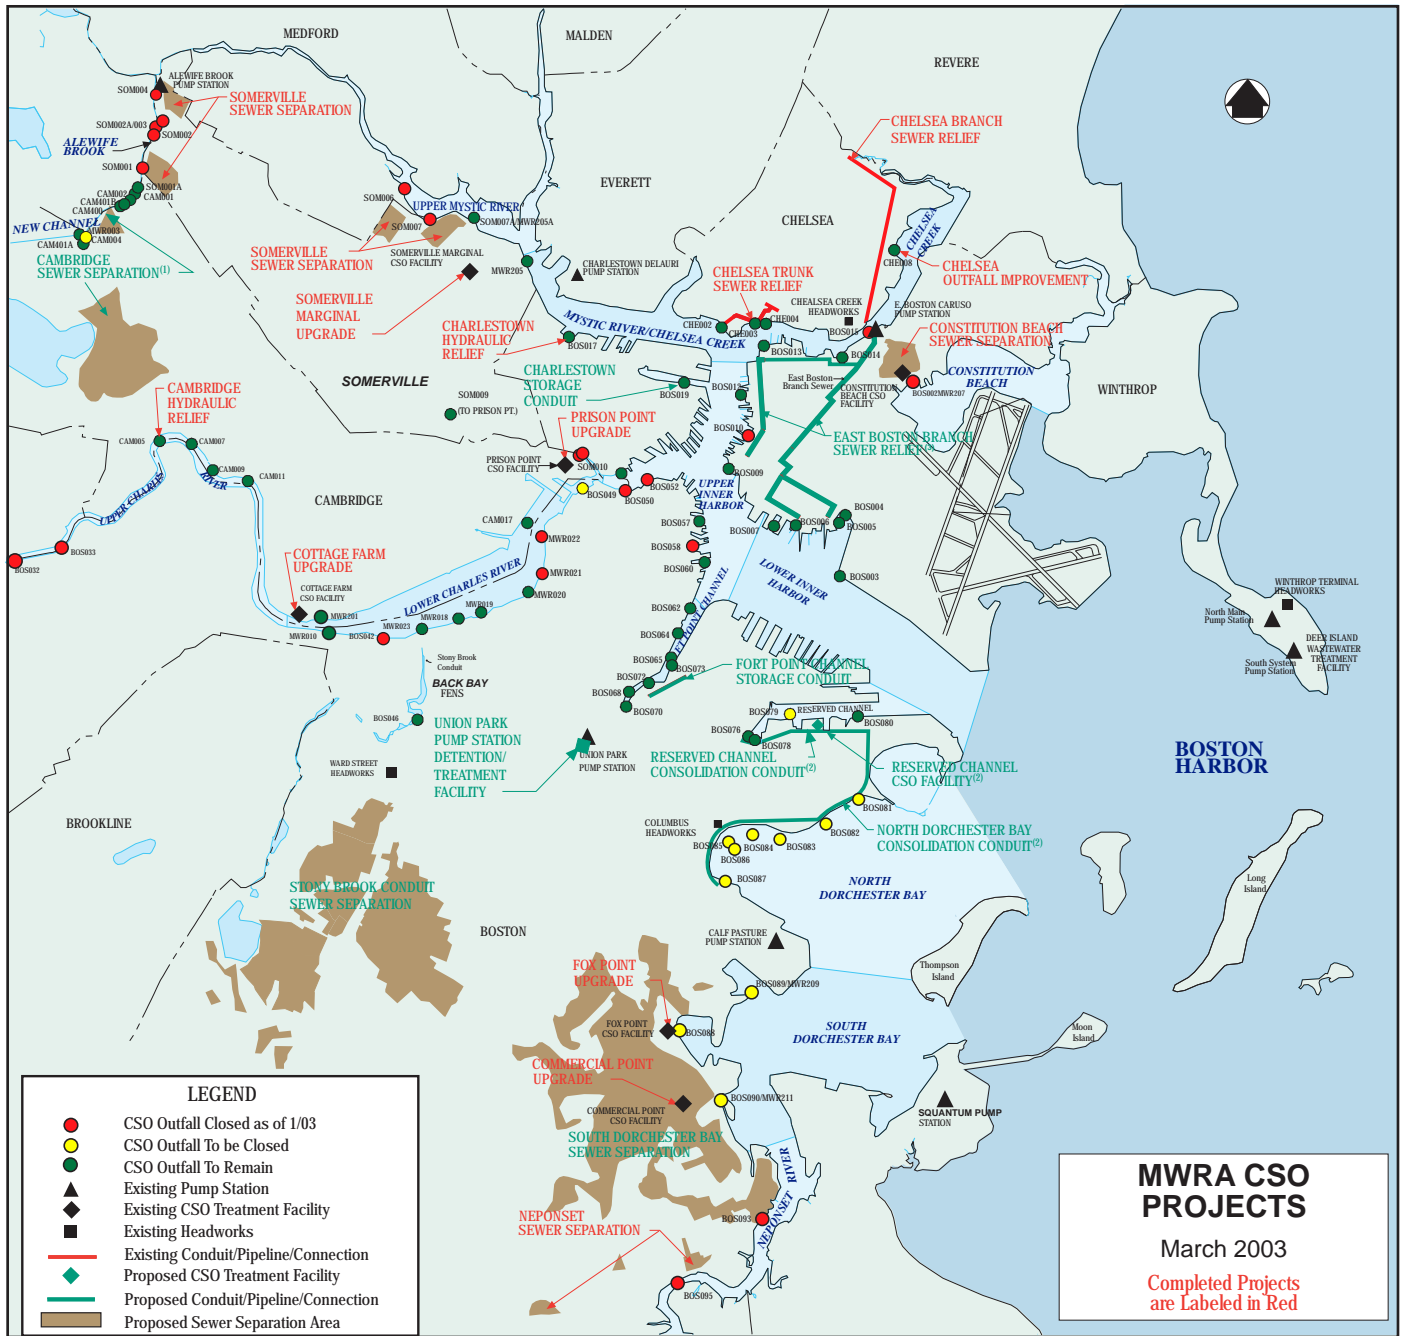 MEDFORD
MALDEN
REVERE
ALEWIFE BROOK
PUMP STATION
SOM004
SOMERVILLE
SEWER SEPARATION
SOM002A/003
SOM002
ALEWIFE
BROOK
CHELSEA BRANCH
SEWER RELIEF
SOM001
SOM001A
CAM002
CAM001
CAM401B
CAM400
NEW CHANNEL
MWR003
CAM004
CAM401A
CAMBRIDGE
SEWER SEPARATION(1)
EVERETT
SOM006
UPPER MYSTIC RIVER
SOM007
SOM007A/MWR205A
SOMERVILLE
SEWER SEPARATION
SOMERVILLE MARGINAL
CSO FACILITY
MWR205
CHARLESTOWN DELAURI
PUMP STATION
CHELSEA
CHELSEA
CREEK
CHE008
CHELSEA
OUTFALL IMPROVEMENT
CHELSEA TRUNK
SEWER RELIEF
SOMERVILLE
MARGINAL
UPGRADE
CHARLESTOWN
HYDRAULIC
RELIEF
MYSTIC RIVER/CHELSEA CREEK
CHEALSEA CREEK
HEADWORKS
E. BOSTON CARUSO
PUMP STATION
CHE002
CHE003
CHE004
BOS015
CONSTITUTION BEACH
SEWER SEPARATION
BOS017
BOS013
BOS014
SOMERVILLE
CHARLESTOWN
STORAGE
CONDUIT
BOS019
BOS012
East Boston
Branch Sewer
CONSTITUTION
BEACH CSO
FACILITY
CONSTITUTION
BEACH
BOS002MWR207
WINTHROP
SOM009
(TO PRISON PT.)
CAMBRIDGE
HYDRAULIC
RELIEF
PRISON POINT
UPGRADE
BOS010
EAST BOSTON BRANCH
SEWER RELIEF(2)
CAM005
CAM007
CAM009
CAM011
UPPER CHARLES
RIVER
PRISON POINT
CSO FACILITY
SOM010
BOS049
BOS050
BOS052
BOS009
UPPER
INNER
HARBOR
CAMBRIDGE
CAM017
BOS057
BOS007
BOS006
BOS004
BOS005
MWR022
BOS058
BOS060
BOS033
BOS032
COTTAGE FARM
UPGRADE
COTTAGE FARM
CSO FACILITY
MWR201
MWR010
BOS042
MWR023
MWR018
MWR019
MWR020
MWR021
LOWER CHARLES RIVER
LOWER INNER
HARBOR
BOS003
BOS062
BOS064
BOS065
BOS073
BOS072
BOS068
BOS070
FORT POINT CHANNEL
STORAGE CONDUIT
WINTHROP TERMINAL
HEADWORKS
North Main
Pump Station
DEER ISLAND
WASTEWATER
TREATMENT
FACILITY
South System
Pump Station
Stony Brook
Conduit
BACK BAY
FENS
BOS046
UNION PARK
PUMP STATION
DETENTION/
TREATMENT
FACILITY
UNION PARK
PUMP STATION
BOS079
RESERVED CHANNEL
BOS076
BOS078
BOS080
RESERVED CHANNEL
CONSOLIDATION CONDUIT(2)
RESERVED CHANNEL
CSO FACILITY(2)
BOSTON
HARBOR
WARD STREET
HEADWORKS
BROOKLINE
COLUMBUS
HEADWORKS
BOS081
BOS082
BOS083
BOS084
BOS085
BOS086
BOS087
NORTH DORCHESTER BAY
CONSOLIDATION CONDUIT(2)
NORTH
DORCHESTER BAY
Long
Island
STONY BROOK CONDUIT
SEWER SEPARATION
BOSTON
CALF PASTURE
PUMP STATION
Thompson
Island
FOX POINT
UPGRADE
BOS089/MWR209
FOX POINT
CSO FACILITY
BOS088
SOUTH
DORCHESTER BAY
Moon
Island
COMMERCIAL POINT
UPGRADE
BOS090/MWR211
COMMERCIAL POINT
CSO FACILITY
SQUANTUM PUMP
STATION
SOUTH DORCHESTER BAY
SEWER SEPARATION
NEPONSET RIVER
NEPONSET
SEWER SEPARATION
BOS093
BOS095
LEGEND
CSO Outfall Closed as of 1/03
CSO Outfall To be Closed
CSO Outfall To Remain
Existing Pump Station
Existing CSO Treatment Facility
Existing Headworks
Existing Conduit/Pipeline/Connection
Proposed CSO Treatment Facility
Proposed Conduit/Pipeline/Connection
Proposed Sewer Separation Area
MWRA CSO
PROJECTS
March 2003
Completed Projects
are Labeled in Red